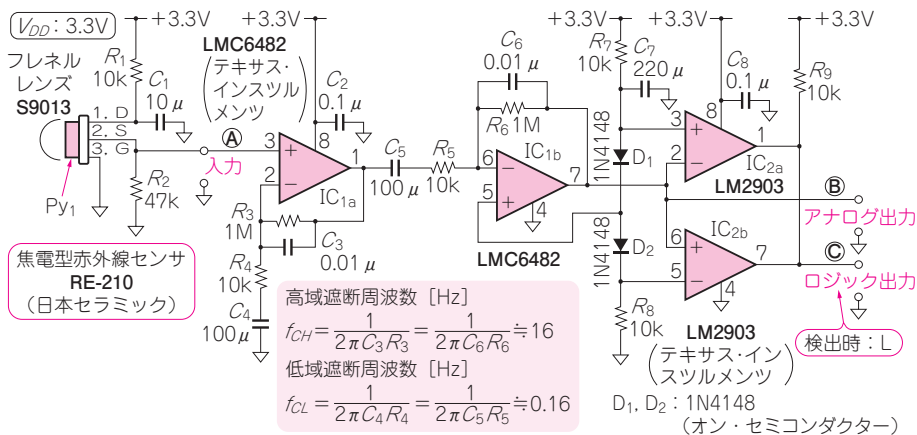 V_DD：3.3V
フレネル
レンズ
S9013
1. D
2. S
3. G
Py₁
焦電型赤外線センサ
RE-210
（日本セラミック）
＋3.3V
R₁
10k
C₁
10μ
Ⓐ
入力
R₂
47k
＋3.3V
LMC6482
（テキサス・
インスツル
メンツ）
C₂
0.1μ
3
2
+
−
8
1
IC₁ₐ
R₃
1M
C₃
0.01μ
R₄
10k
C₄
100μ
C₅
100μ
R₅
10k
C₆
0.01μ
R₆ 1M
6
5
−
+
7
4
IC₁b
LMC6482
高域遮断周波数［Hz］
f_CH＝1/2πC₃R₃＝1/2πC₆R₆≒16
低域遮断周波数［Hz］
f_CL＝1/2πC₄R₄＝1/2πC₅R₅≒0.16
＋3.3V
R₇
10k
C₇
220μ
1N4148
D₁
1N4148
D₂
R₈
10k
＋3.3V
C₈
0.1μ
3
2
+
−
8
1
IC₂ₐ
LM2903
6
5
+
−
7
4
IC₂b
LM2903
（テキサス・イン
スツルメンツ）
＋3.3V
R₉
10k
Ⓑ
アナログ出力
Ⓒ
ロジック出力
検出時：L
D₁, D₂：1N4148
（オン・セミコンダクター）